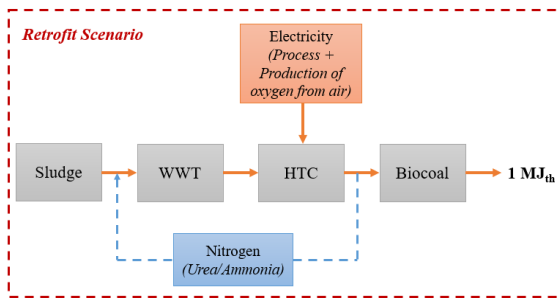 Retrofit Scenario
Electricity
(Process +
Production of
oxygen from air)
Sludge
WWT
HTC
Biocoal
1 MJth
Nitrogen
(Urea/Ammonia)